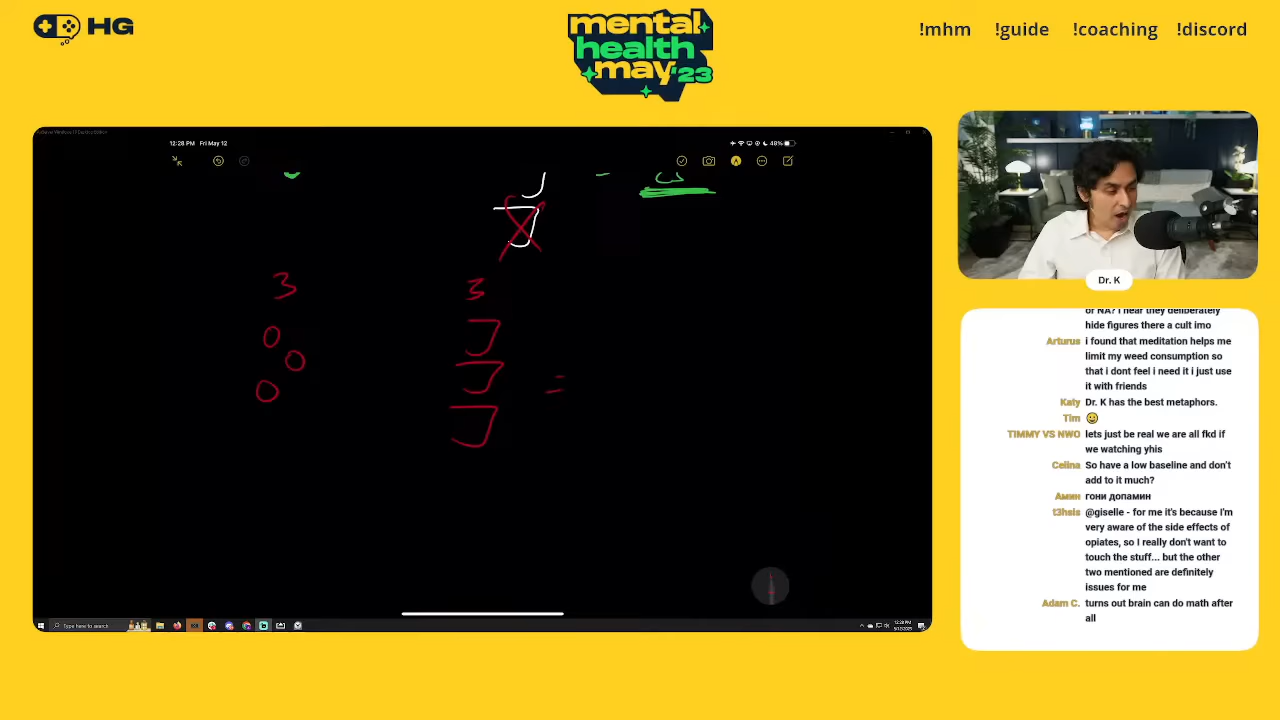 HG
mental
health
may '23
!mhm !guide !coaching !discord
12:28 PM Fri May 12
48%
3 3
=
Dr. K
or NA? I hear they deliberately
hide figures there a cult imo
Arturus i found that meditation helps me
limit my weed consumption so
that i dont feel i need it i just use
it with friends
Katy Dr. K has the best metaphors.
Tim
TIMMY VS NWO lets just be real we are all fkd if
we watching yhis
Celina So have a low baseline and don't
add to it much?
Амин гони допамин
t3hsis @giselle - for me it's because I'm
very aware of the side effects of
opiates, so I really don't want to
touch the stuff... but the other
two mentioned are definitely
issues for me
Adam C. turns out brain can do math after
all
Type here to search
12:28 PM